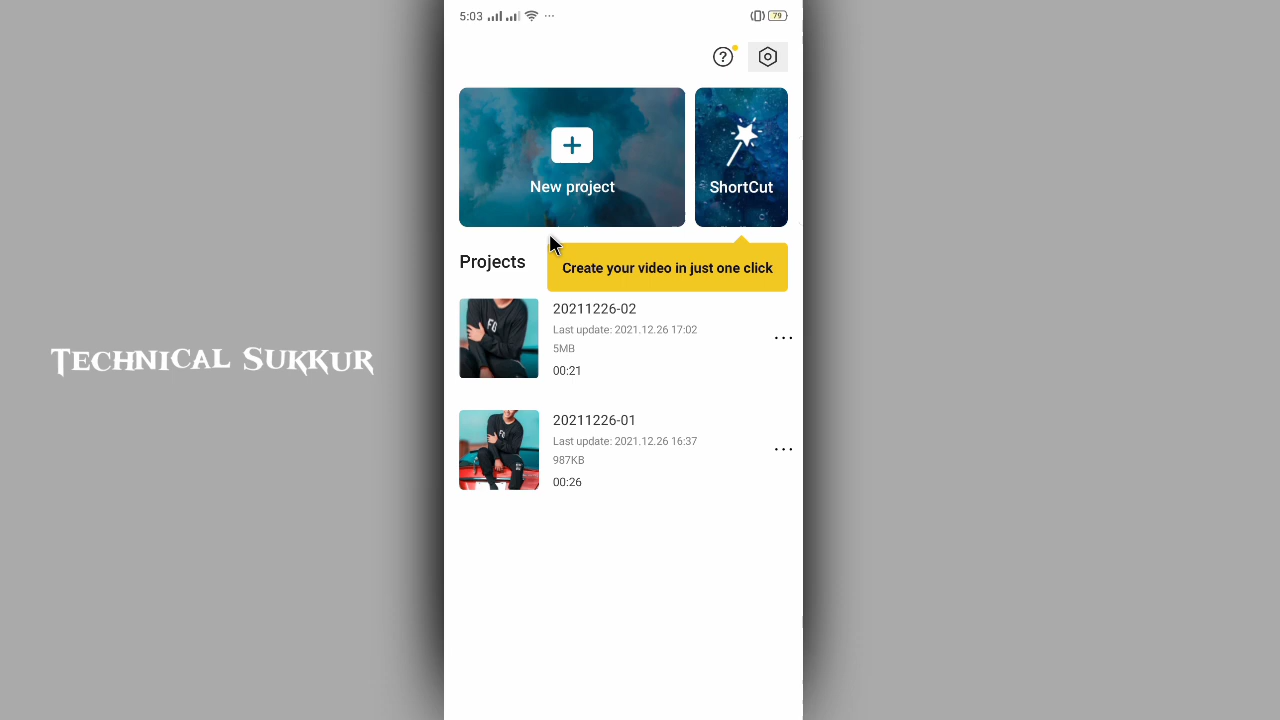 5:03
79
New project
ShortCut
Projects
Create your video in just one click
20211226-02
Last update: 2021.12.26 17:02
5MB
00:21
20211226-01
Last update: 2021.12.26 16:37
987KB
00:26
Technical Sukkur